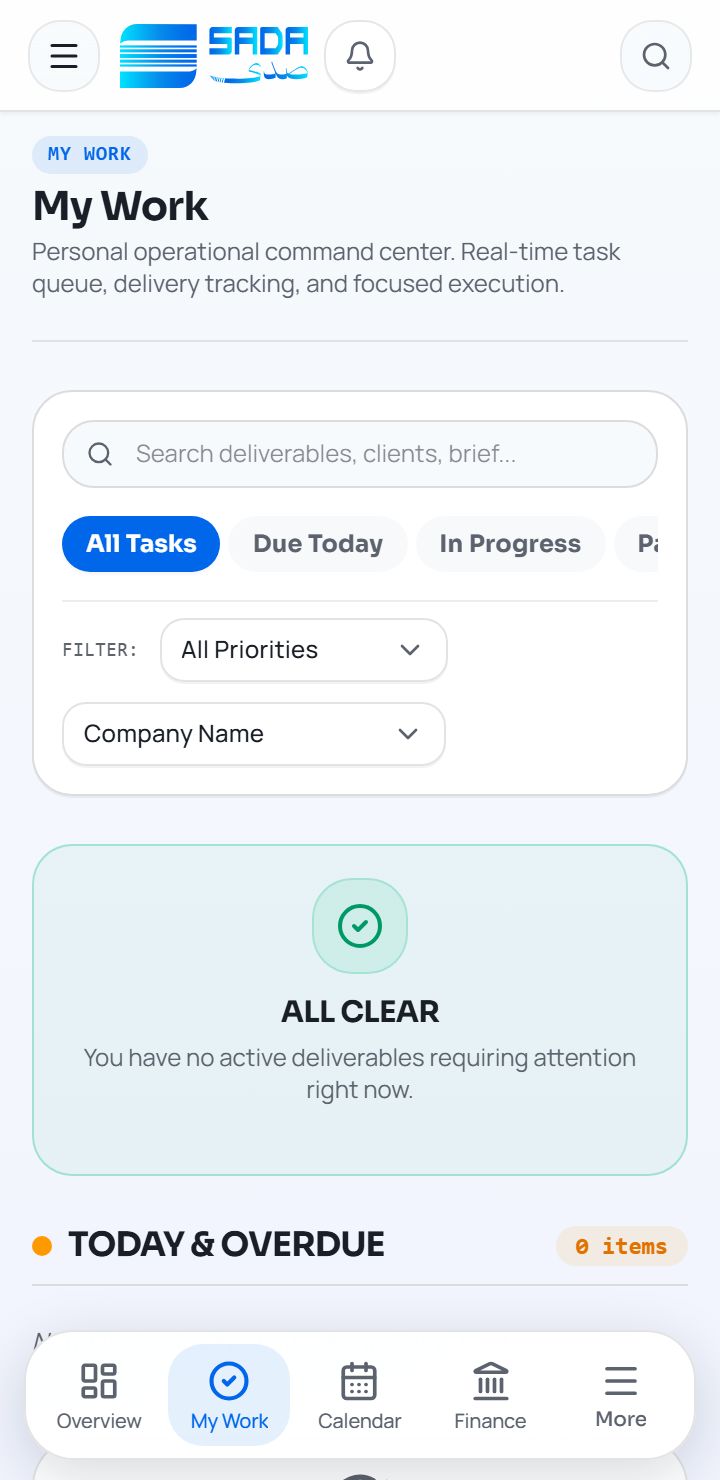 SADA
صدى
MY WORK
My Work
Personal operational command center. Real-time task
queue, delivery tracking, and focused execution.
Search deliverables, clients, brief...
All Tasks
Due Today
In Progress
FILTER:
All Priorities
Company Name
ALL CLEAR
You have no active deliverables requiring attention
right now.
TODAY & OVERDUE
0 items
Overview
My Work
Calendar
Finance
More